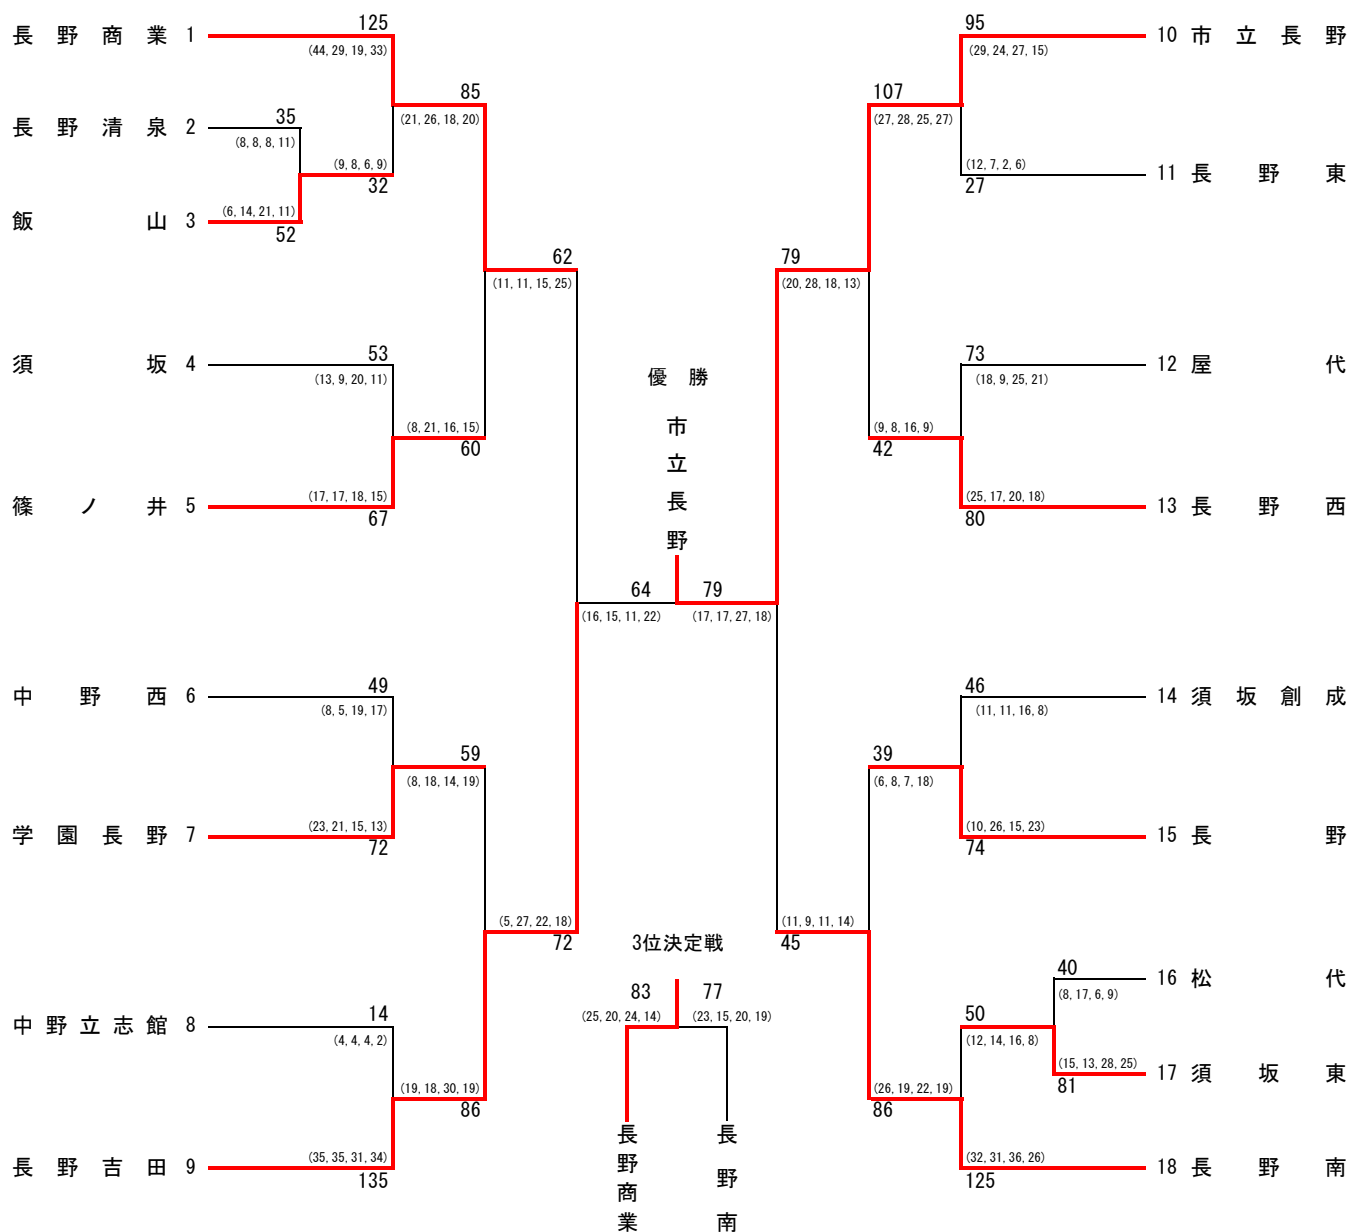 長野商業 1
125
(44, 29, 19, 33)
長野清泉 2
35
(8, 8, 8, 11)
飯山 3
(6, 14, 21, 11)
52
(9, 8, 6, 9)
32
85
(21, 26, 18, 20)
須坂 4
53
(13, 9, 20, 11)
篠ノ井 5
(17, 17, 18, 15)
67
(8, 21, 16, 15)
60
62
(11, 11, 15, 25)
中野西 6
49
(8, 5, 19, 17)
学園長野 7
(23, 21, 15, 13)
72
59
(8, 18, 14, 19)
中野立志館 8
14
(4, 4, 4, 2)
長野吉田 9
(35, 35, 31, 34)
135
(19, 18, 30, 19)
86
(5, 27, 22, 18)
72
優勝
市立長野
64
(16, 15, 11, 22)
79
(17, 17, 27, 18)
3位決定戦
83
(25, 20, 24, 14)
77
(23, 15, 20, 19)
長野商業
長野南
95
(29, 24, 27, 15)
10 市立長野
(12, 7, 2, 6)
27
11 長野東
107
(27, 28, 25, 27)
79
(20, 28, 18, 13)
73
(18, 9, 25, 21)
12 屋代
(9, 8, 16, 9)
42
(25, 17, 20, 18)
80
13 長野西
46
(11, 11, 16, 8)
14 須坂創成
39
(6, 8, 7, 18)
(10, 26, 15, 23)
74
15 長野
(11, 9, 11, 14)
45
40
(8, 17, 6, 9)
16 松代
50
(12, 14, 16, 8)
(15, 13, 28, 25)
81
17 須坂東
(26, 19, 22, 19)
86
(32, 31, 36, 26)
125
18 長野南